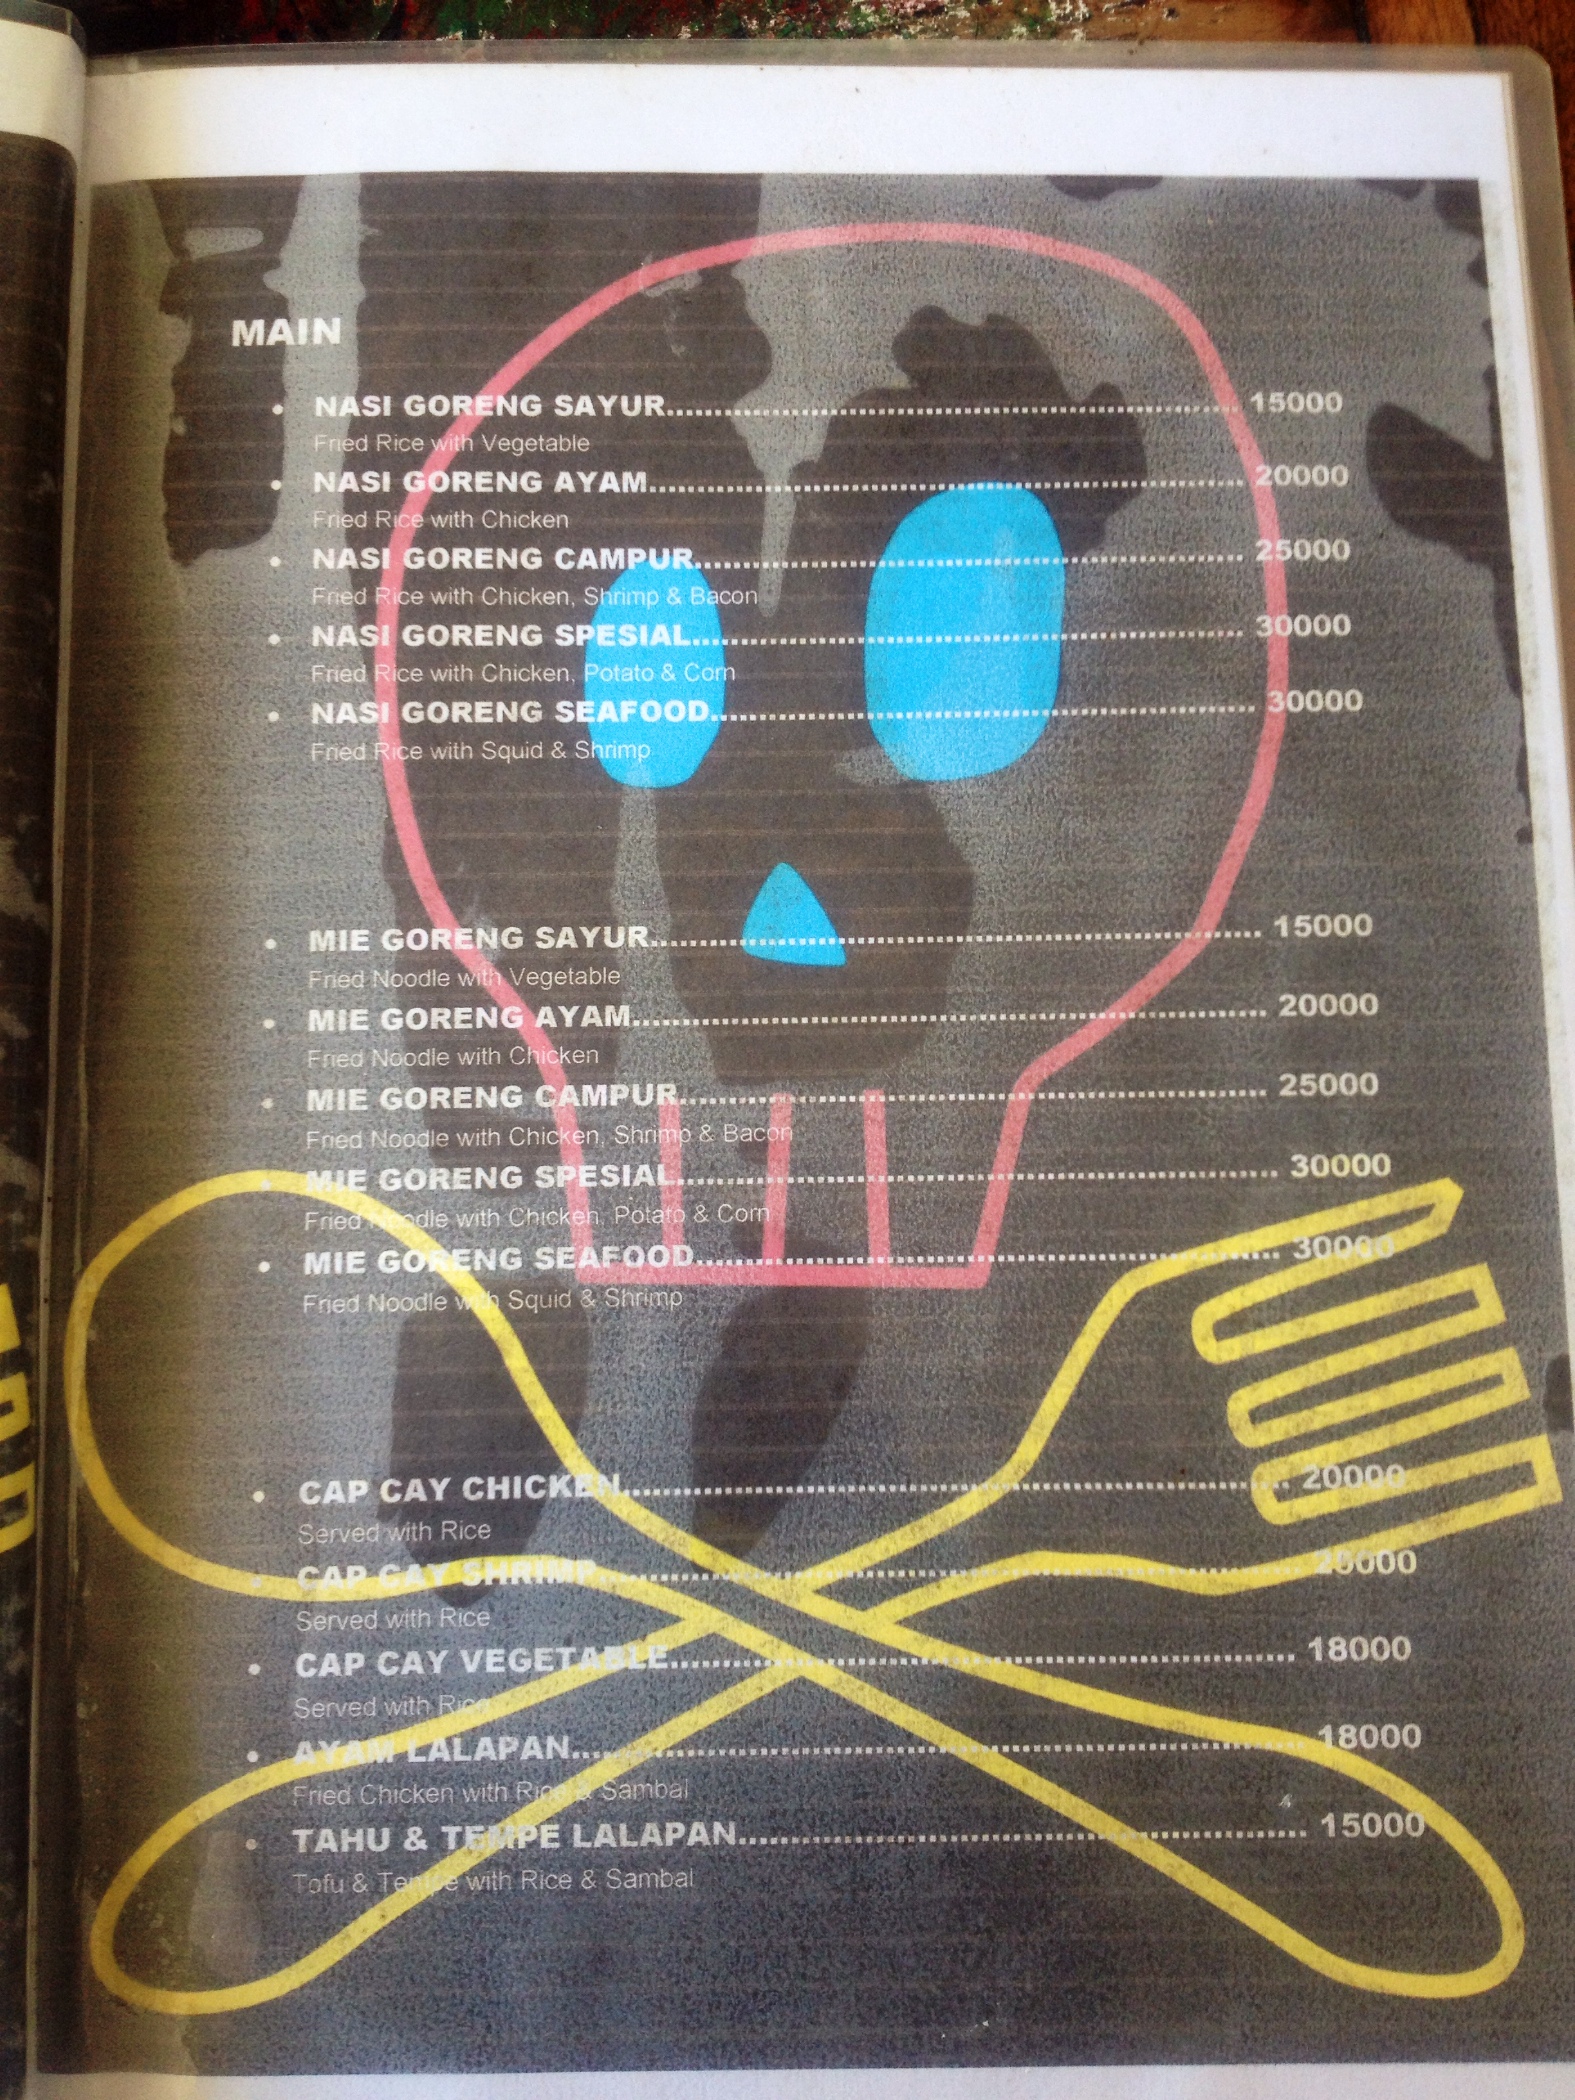 MAIN
• NASI GORENG SAYUR........................................ 15000
Fried Rice with Vegetable
• NASI GORENG AYAM........................................ 20000
Fried Rice with Chicken
• NASI GORENG CAMPUR........................................ 25000
Fried Rice with Chicken, Shrimp & Bacon
• NASI GORENG SPESIAL........................................ 30000
Fried Rice with Chicken, Potato & Corn
• NASI GORENG SEAFOOD........................................ 30000
Fried Rice with Squid & Shrimp
• MIE GORENG SAYUR........................................ 15000
Fried Noodle with Vegetable
• MIE GORENG AYAM........................................ 20000
Fried Noodle with Chicken
• MIE GORENG CAMPUR........................................ 25000
Fried Noodle with Chicken, Shrimp & Bacon
• MIE GORENG SPESIAL........................................ 30000
Fried Noodle with Chicken, Potato & Corn
• MIE GORENG SEAFOOD........................................ 30000
Fried Noodle with Squid & Shrimp
• CAP CAY CHICKEN........................................ 20000
Served with Rice
• CAP CAY SHRIMP........................................ 25000
Served with Rice
• CAP CAY VEGETABLE........................................ 18000
Served with Rice
• AYAM LALAPAN........................................ 18000
Fried Chicken with Rice & Sambal
• TAHU & TEMPE LALAPAN........................................ 15000
Tofu & Tempe with Rice & Sambal